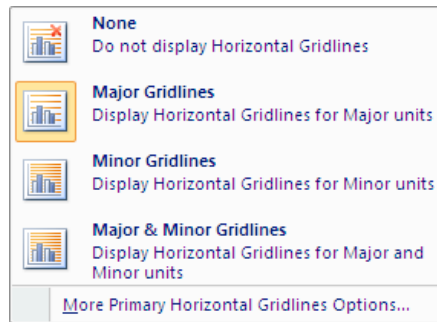 None
Do not display Horizontal Gridlines
Major Gridlines
Display Horizontal Gridlines for Major units
Minor Gridlines
Display Horizontal Gridlines for Minor units
Major & Minor Gridlines
Display Horizontal Gridlines for Major and
Minor units
More Primary Horizontal Gridlines Options...